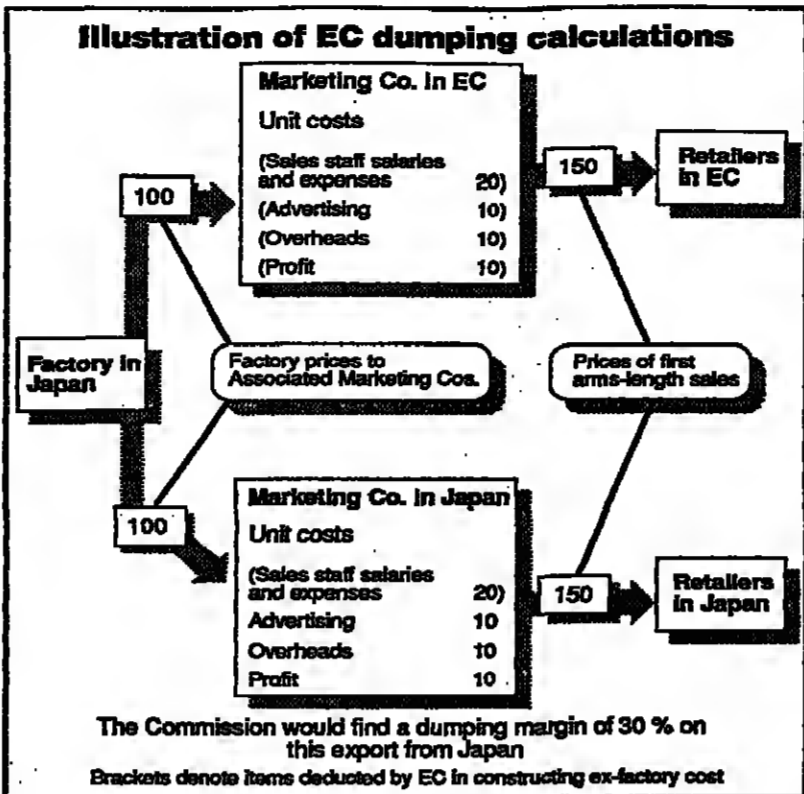 Illustration of EC dumping calculations
Marketing Co. in EC
Unit costs
(Sales staff salaries
and expenses 20)
(Advertising 10)
(Overheads 10)
(Profit 10)
100
150
Retailers
in EC
Factory in
Japan
Factory prices to
Associated Marketing Cos.
Prices of first
arms-length sales
100
Marketing Co. in Japan
Unit costs
(Sales staff salaries
and expenses 20)
Advertising 10
Overheads 10
Profit 10
150
Retailers
in Japan
The Commission would find a dumping margin of 30 % on
this export from Japan
Brackets denote items deducted by EC in constructing ex-factory cost